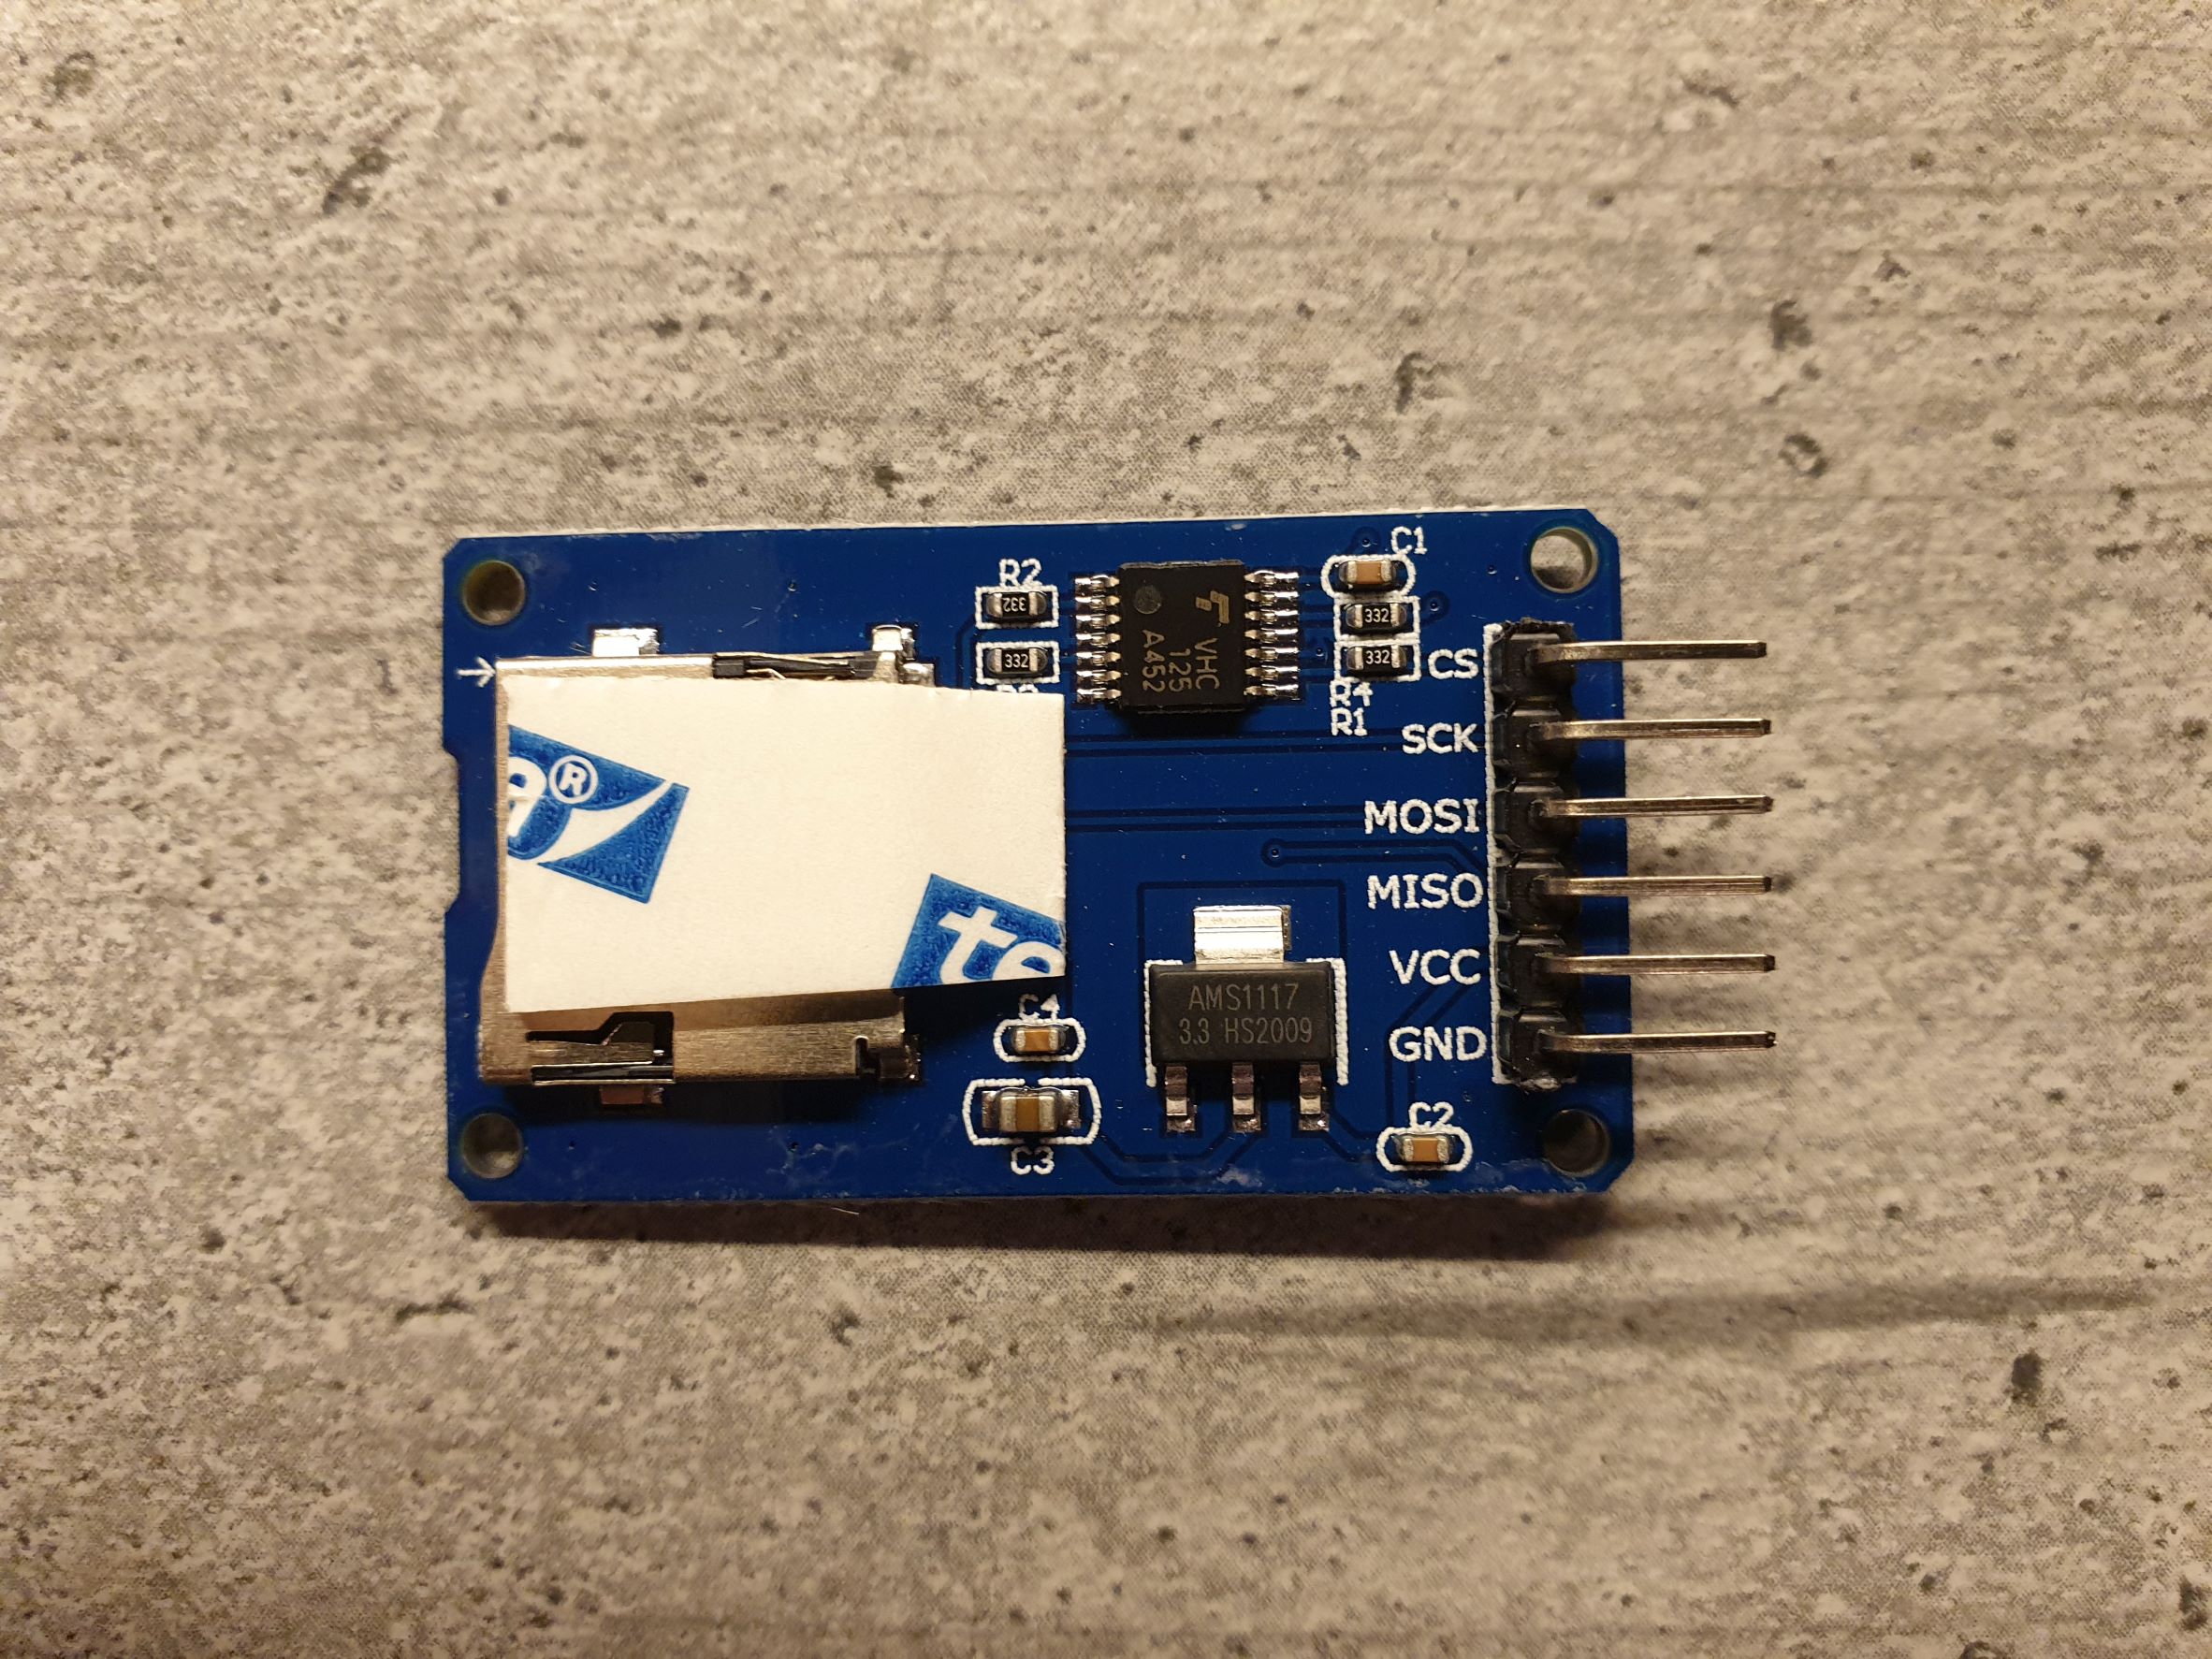 C1
R2
332
332
332
332
VHC
125
A452
R4
R1
CS
SCK
MOSI
MISO
VCC
GND
®
te
C4
AMS1117
3.3 HS2009
C3
C2